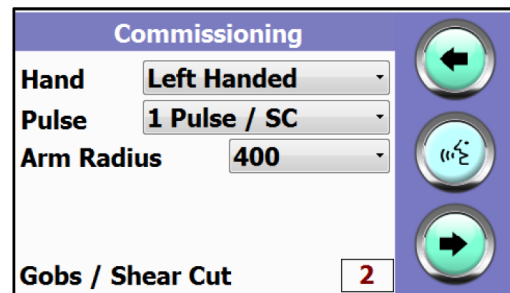 Commissioning
Hand Left Handed
Pulse 1 Pulse / SC
Arm Radius 400
Gobs / Shear Cut 2